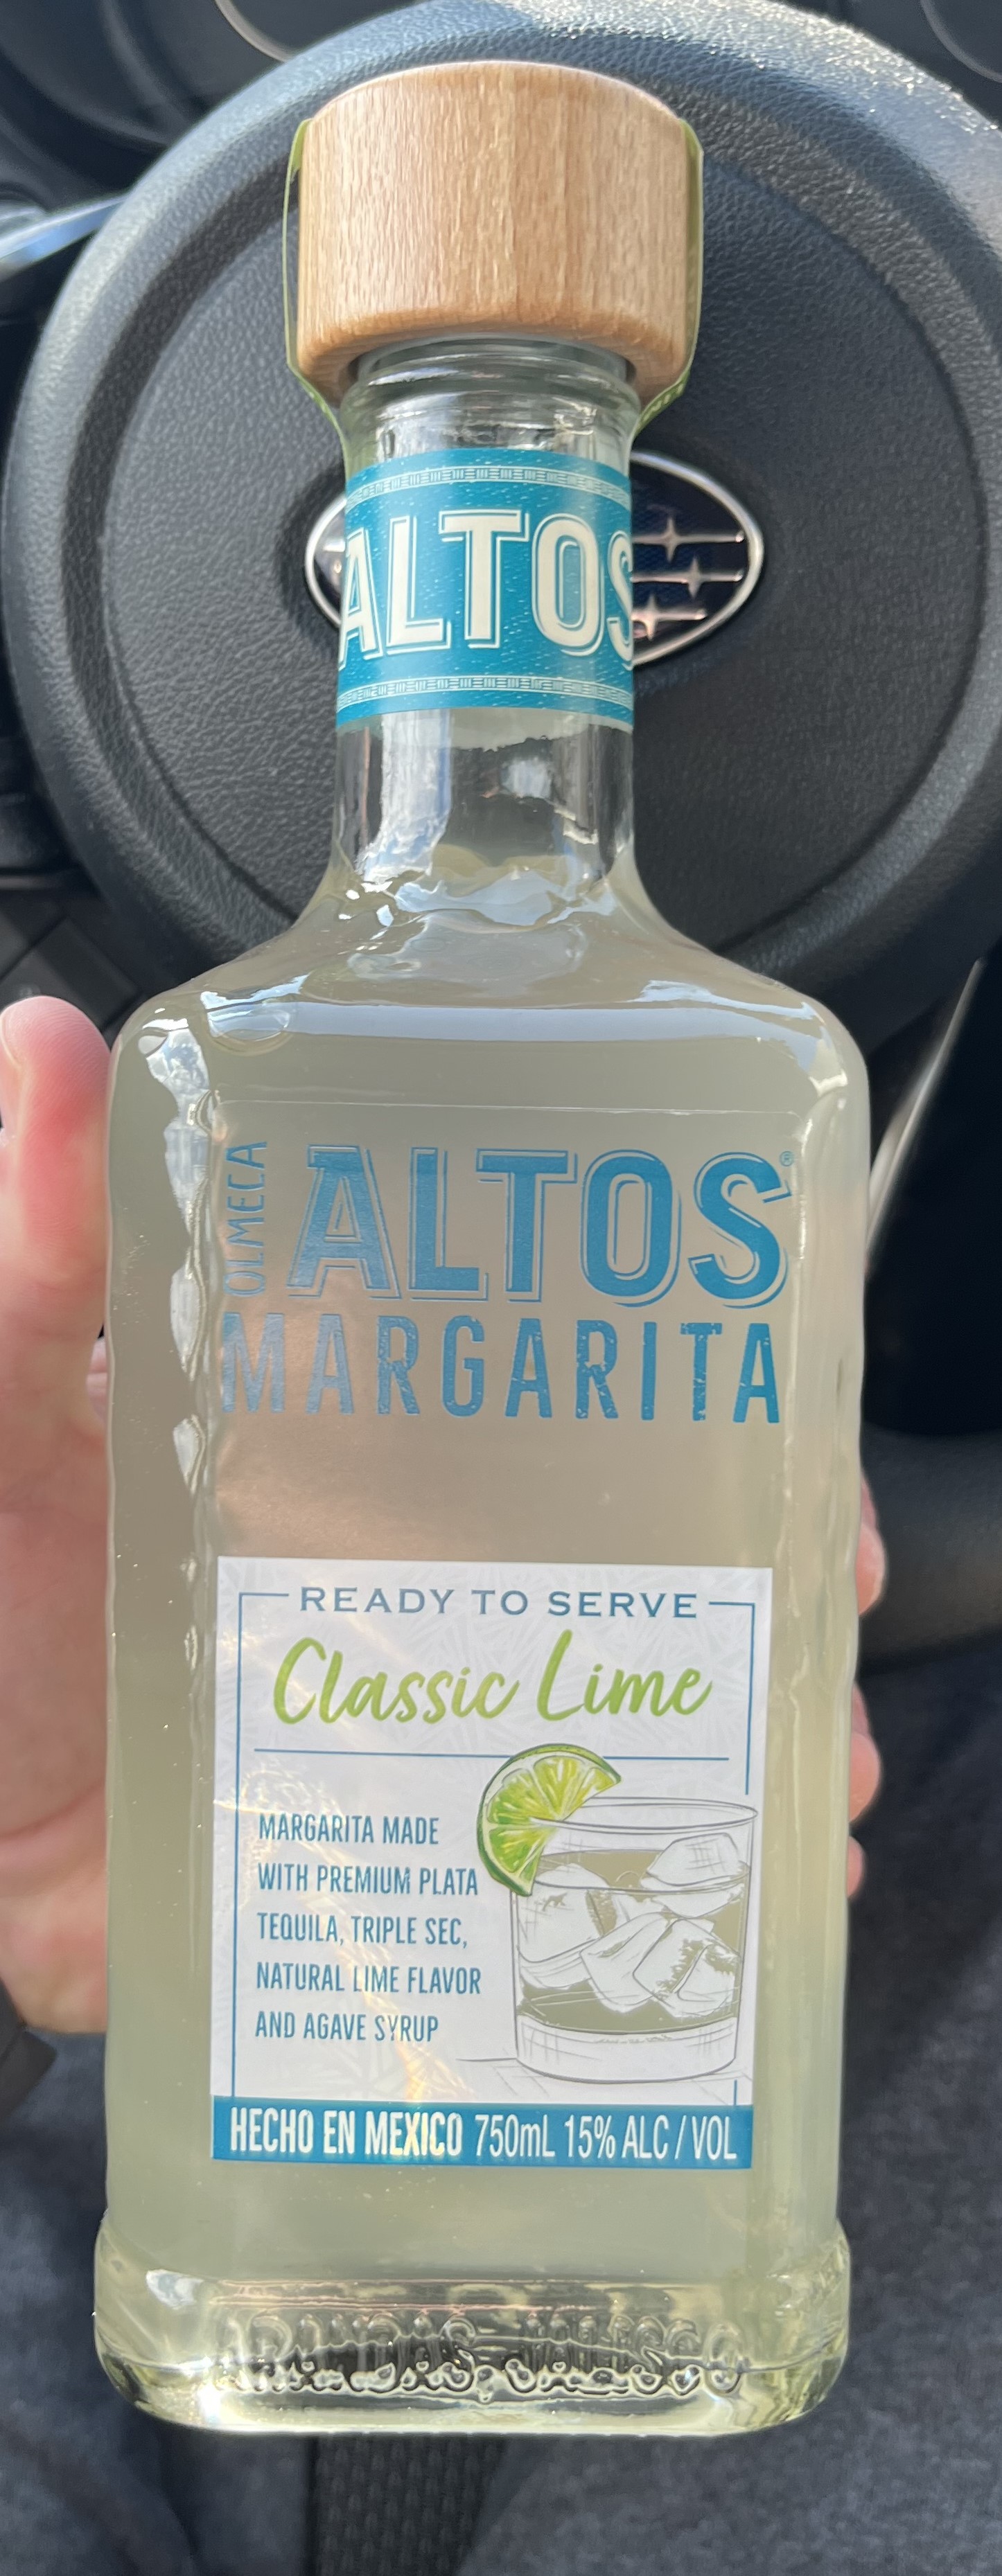 ALTOS
OLMECA
ALTOS®
MARGARITA
READY TO SERVE
Classic Lime
MARGARITA MADE
WITH PREMIUM PLATA
TEQUILA, TRIPLE SEC,
NATURAL LIME FLAVOR
AND AGAVE SYRUP
HECHO EN MEXICO 750mL 15% ALC / VOL